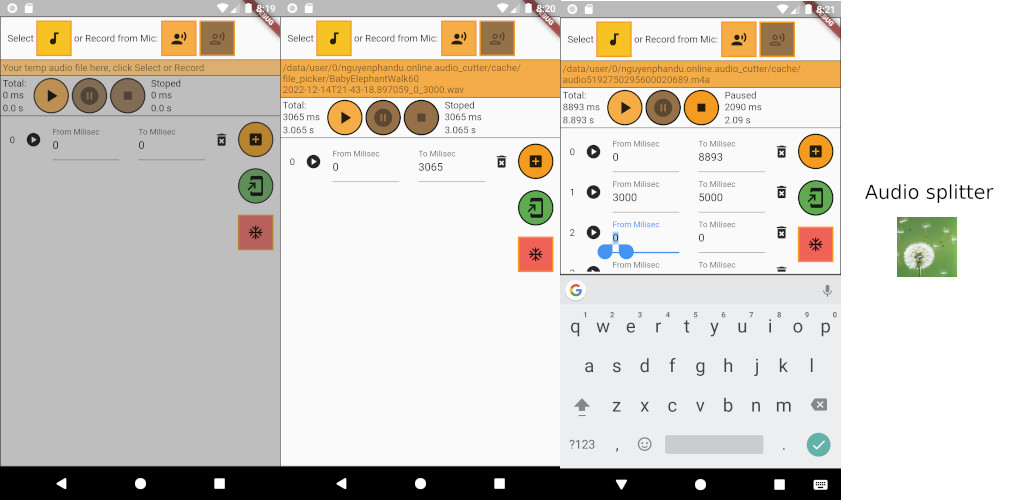 8:19
BUG
Select
or Record from Mic:
Your temp audio file here, click Select or Record
Total:
0 ms
0.0 s
Stoped
0 ms
0.0 s
0
From Milisec
0
To Milisec
0
8:20
BUG
Select
or Record from Mic:
/data/user/0/nguyenphandu.online.audio_cutter/cache/
file_picker/BabyElephantWalk60
2022-12-14T21-43-18.897059_0_3000.wav
Total:
3065 ms
3.065 s
Stoped
3065 ms
3.065 s
0
From Milisec
0
To Milisec
3065
8:21
BUG
Select
or Record from Mic:
/data/user/0/nguyenphandu.online.audio_cutter/cache/
audio5192750295600020689.m4a
Total:
8893 ms
8.893 s
Paused
2090 ms
2.09 s
0
From Milisec
0
To Milisec
8893
1
From Milisec
3000
To Milisec
5000
2
From Milisec
0
To Milisec
0
From Milisec
To Milisec
G
1 2 3 4 5 6 7 8 9 0
q w e r t y u i o p
a s d f g h j k l
z x c v b n m
?123 , .
Audio splitter